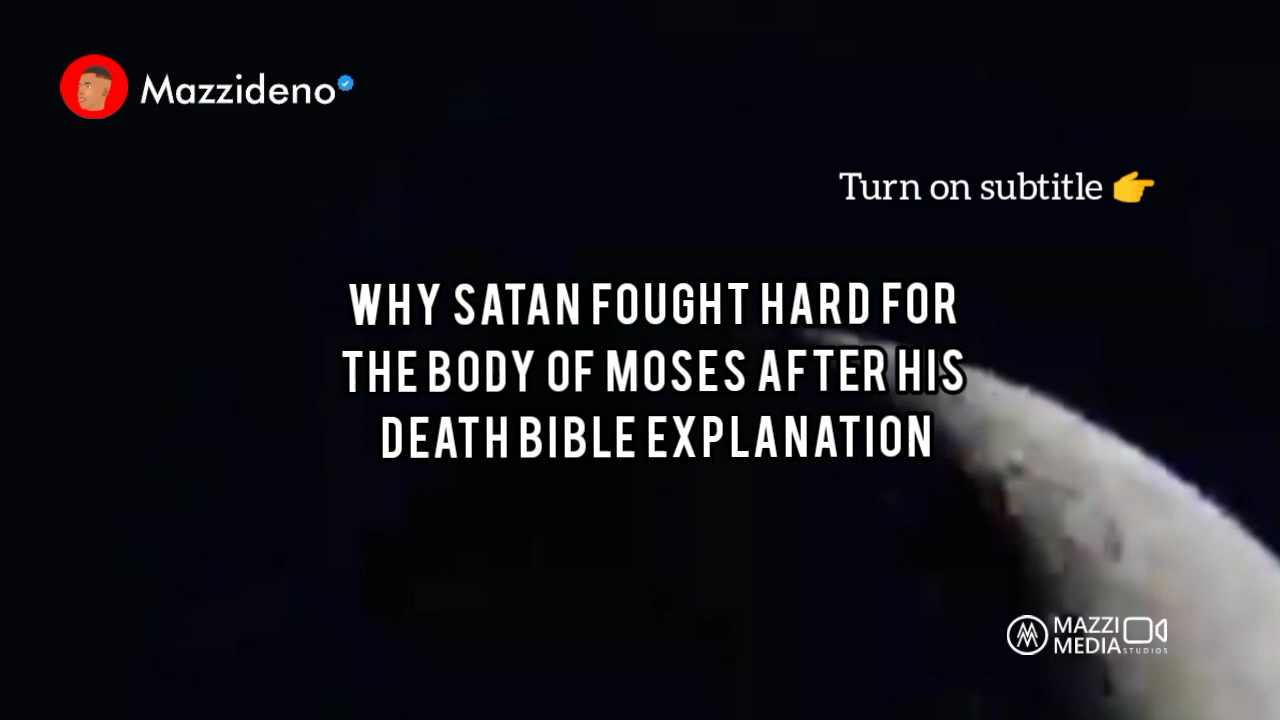 Mazzideno
Turn on subtitle 👉
WHY SATAN FOUGHT HARD FOR
THE BODY OF MOSES AFTER HIS
DEATH BIBLE EXPLANATION
MAZZI
MEDIA STUDIOS